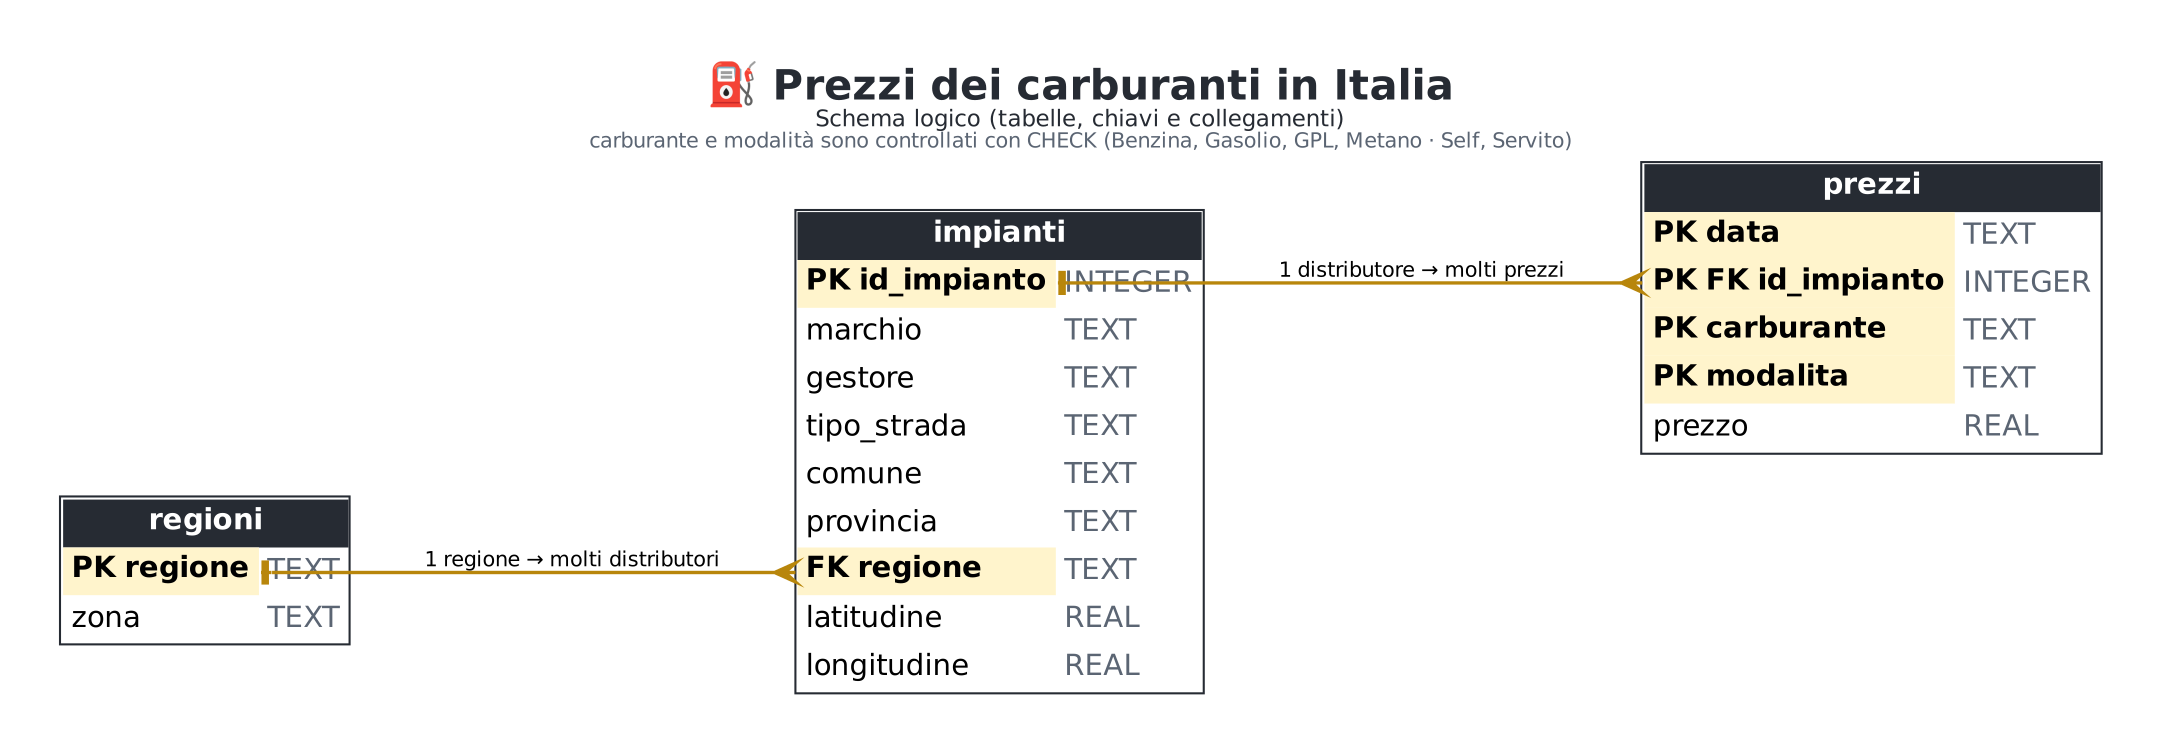 Prezzi dei carburanti in Italia
Schema logico (tabelle, chiavi e collegamenti)
carburante e modalità sono controllati con CHECK (Benzina, Gasolio, GPL, Metano · Self, Servito)
regioni
PK regione TEXT
zona TEXT
1 regione → molti distributori
impianti
PK id_impianto INTEGER
marchio TEXT
gestore TEXT
tipo_strada TEXT
comune TEXT
provincia TEXT
FK regione TEXT
latitudine REAL
longitudine REAL
1 distributore → molti prezzi
prezzi
PK data TEXT
PK FK id_impianto INTEGER
PK carburante TEXT
PK modalita TEXT
prezzo REAL